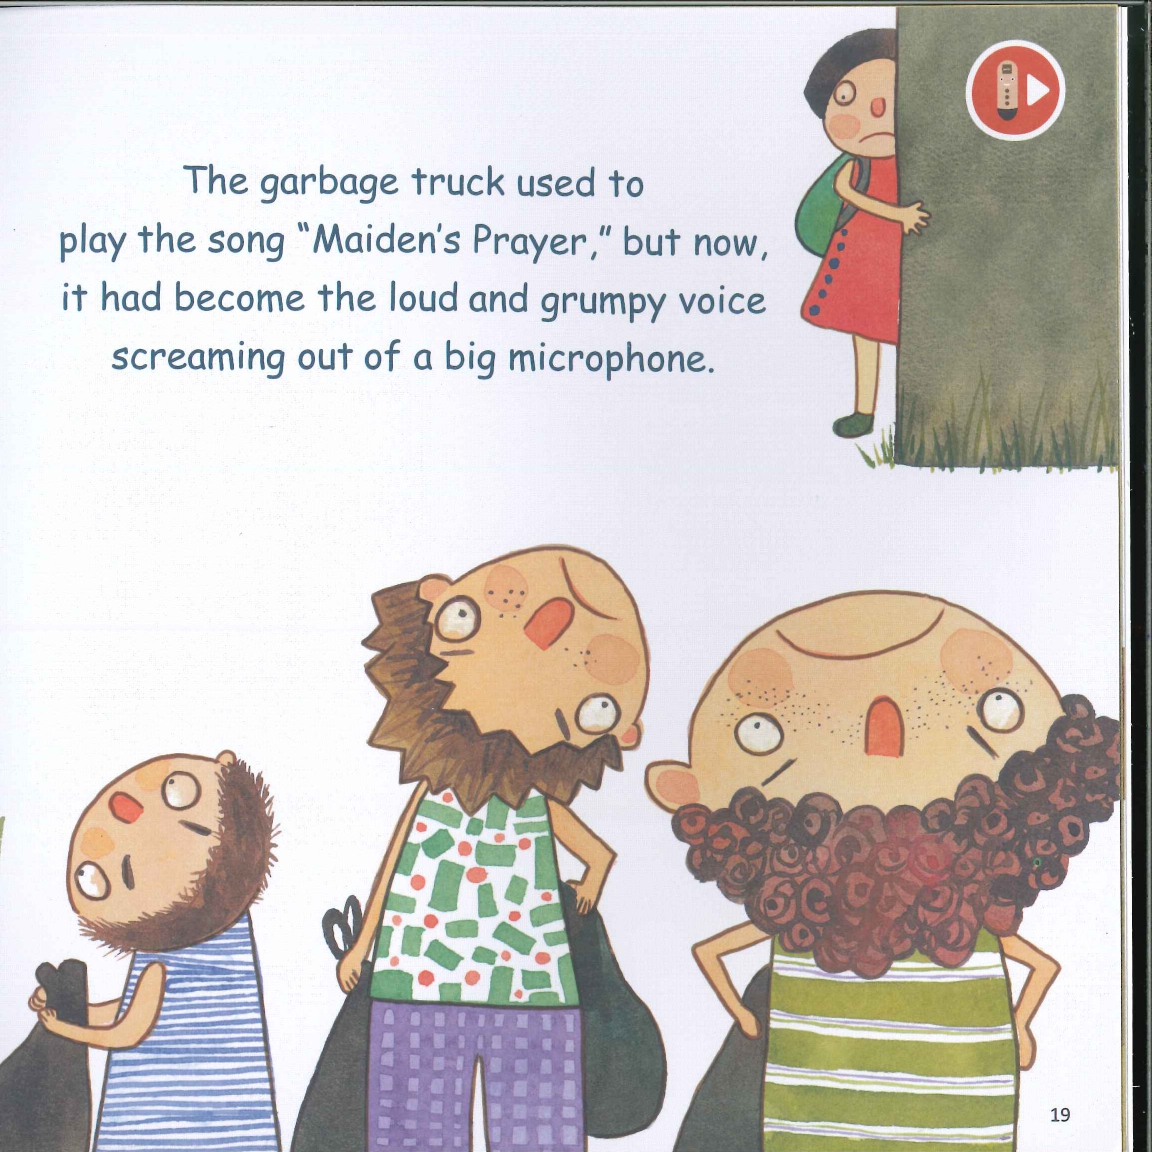 The garbage truck used to
play the song “Maiden’s Prayer,” but now,
it had become the loud and grumpy voice
screaming out of a big microphone.
19